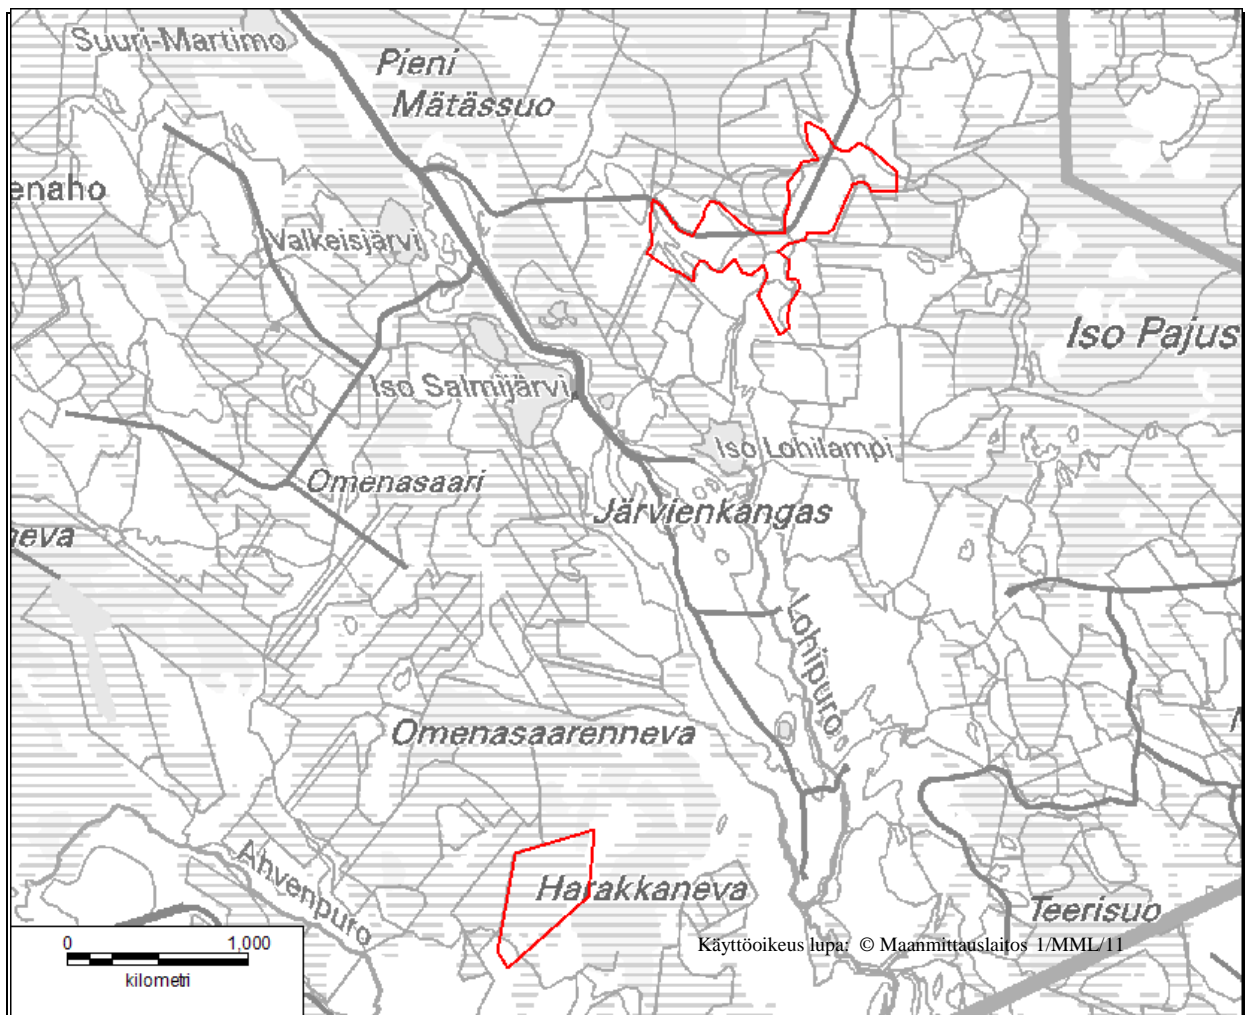 Suuri-Martimo
Pieni
Mätässuo
enaho
Valkeisjärvi
Iso Pajus
Iso Salmijärvi
Iso Lohilampi
Omenasaari
Järvienkangas
neva
Lohipuro
Omenasaarenneva
Ahvenpuro
Harakkaneva
Teerisuo
Käyttöoikeus lupa: © Maanmittauslaitos 1/MML/11
0 1,000
kilometri